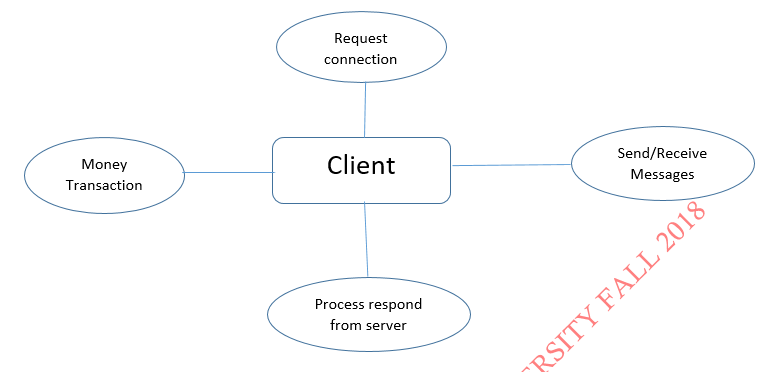 Request
connection
Money
Transaction
Client
Send/Receive
Messages
Process respond
from server
ERSITY FALL 2018